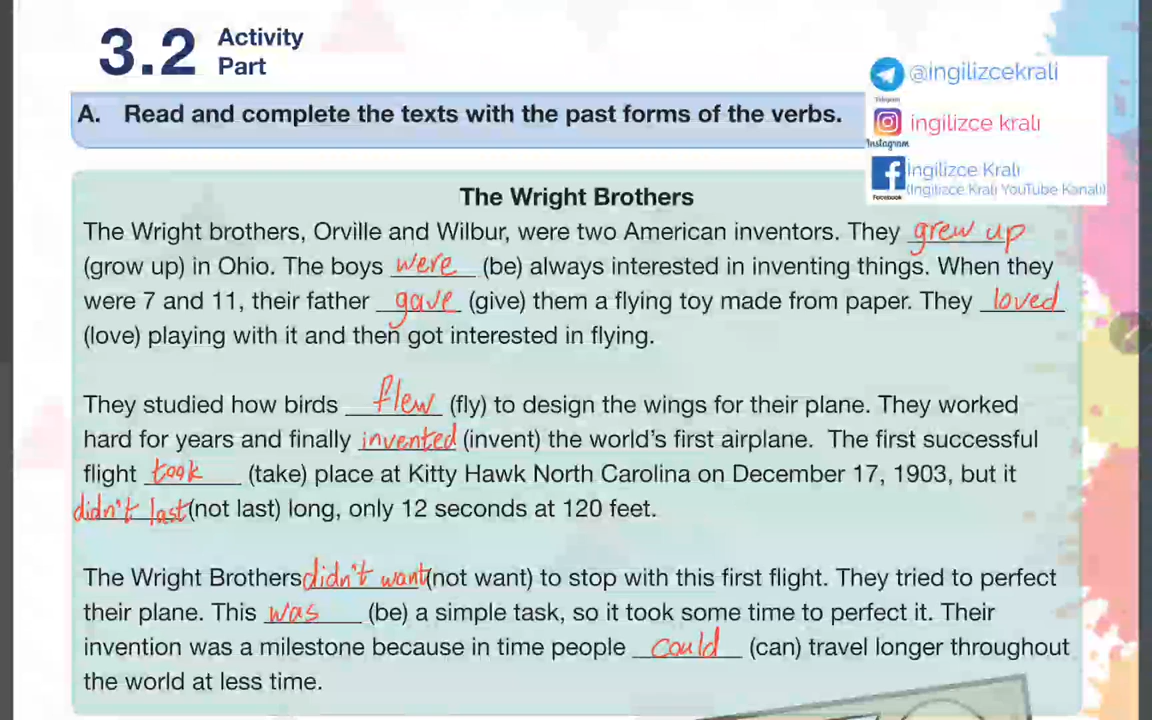 3.2 Activity
Part
@ingilizcekrali
Telegram
A. Read and complete the texts with the past forms of the verbs.
ingilizce kralı
Instagram
İngilizce Kralı
(İngilizce Kralı YouTube Kanalı)
Facebook
The Wright Brothers
The Wright brothers, Orville and Wilbur, were two American inventors. They grew up
(grow up) in Ohio. The boys were (be) always interested in inventing things. When they
were 7 and 11, their father gave (give) them a flying toy made from paper. They loved
(love) playing with it and then got interested in flying.
They studied how birds flew (fly) to design the wings for their plane. They worked
hard for years and finally invented (invent) the world's first airplane. The first successful
flight took (take) place at Kitty Hawk North Carolina on December 17, 1903, but it
didn't last (not last) long, only 12 seconds at 120 feet.
The Wright Brothers didn't want (not want) to stop with this first flight. They tried to perfect
their plane. This was (be) a simple task, so it took some time to perfect it. Their
invention was a milestone because in time people could (can) travel longer throughout
the world at less time.